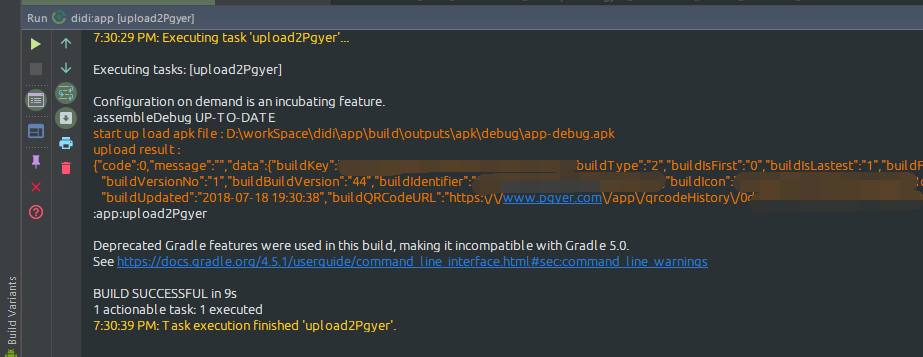 Run didi:app [upload2Pgyer]
7:30:29 PM: Executing task 'upload2Pgyer'...
Executing tasks: [upload2Pgyer]
Configuration on demand is an incubating feature.
:assembleDebug UP-TO-DATE
start up load apk file : D:\workSpace\didi\app\build\outputs\apk\debug\app-debug.apk
upload result :
{"code":0,"message":"","data":{"buildKey": buildType":"2","buildIsFirst":"0","buildIsLastest":"1","buildF
"buildVersionNo":"1","buildBuildVersion":"44","buildIdentifier": "buildIcon":
"buildUpdated":"2018-07-18 19:30:38","buildQRCodeURL":"https:\/\/www.pgyer.com\/app\/qrcodeHistory\/0d
:app:upload2Pgyer
Deprecated Gradle features were used in this build, making it incompatible with Gradle 5.0.
See https://docs.gradle.org/4.5.1/userguide/command_line_interface.html#sec:command_line_warnings
BUILD SUCCESSFUL in 9s
1 actionable task: 1 executed
7:30:39 PM: Task execution finished 'upload2Pgyer'.
Build Variants